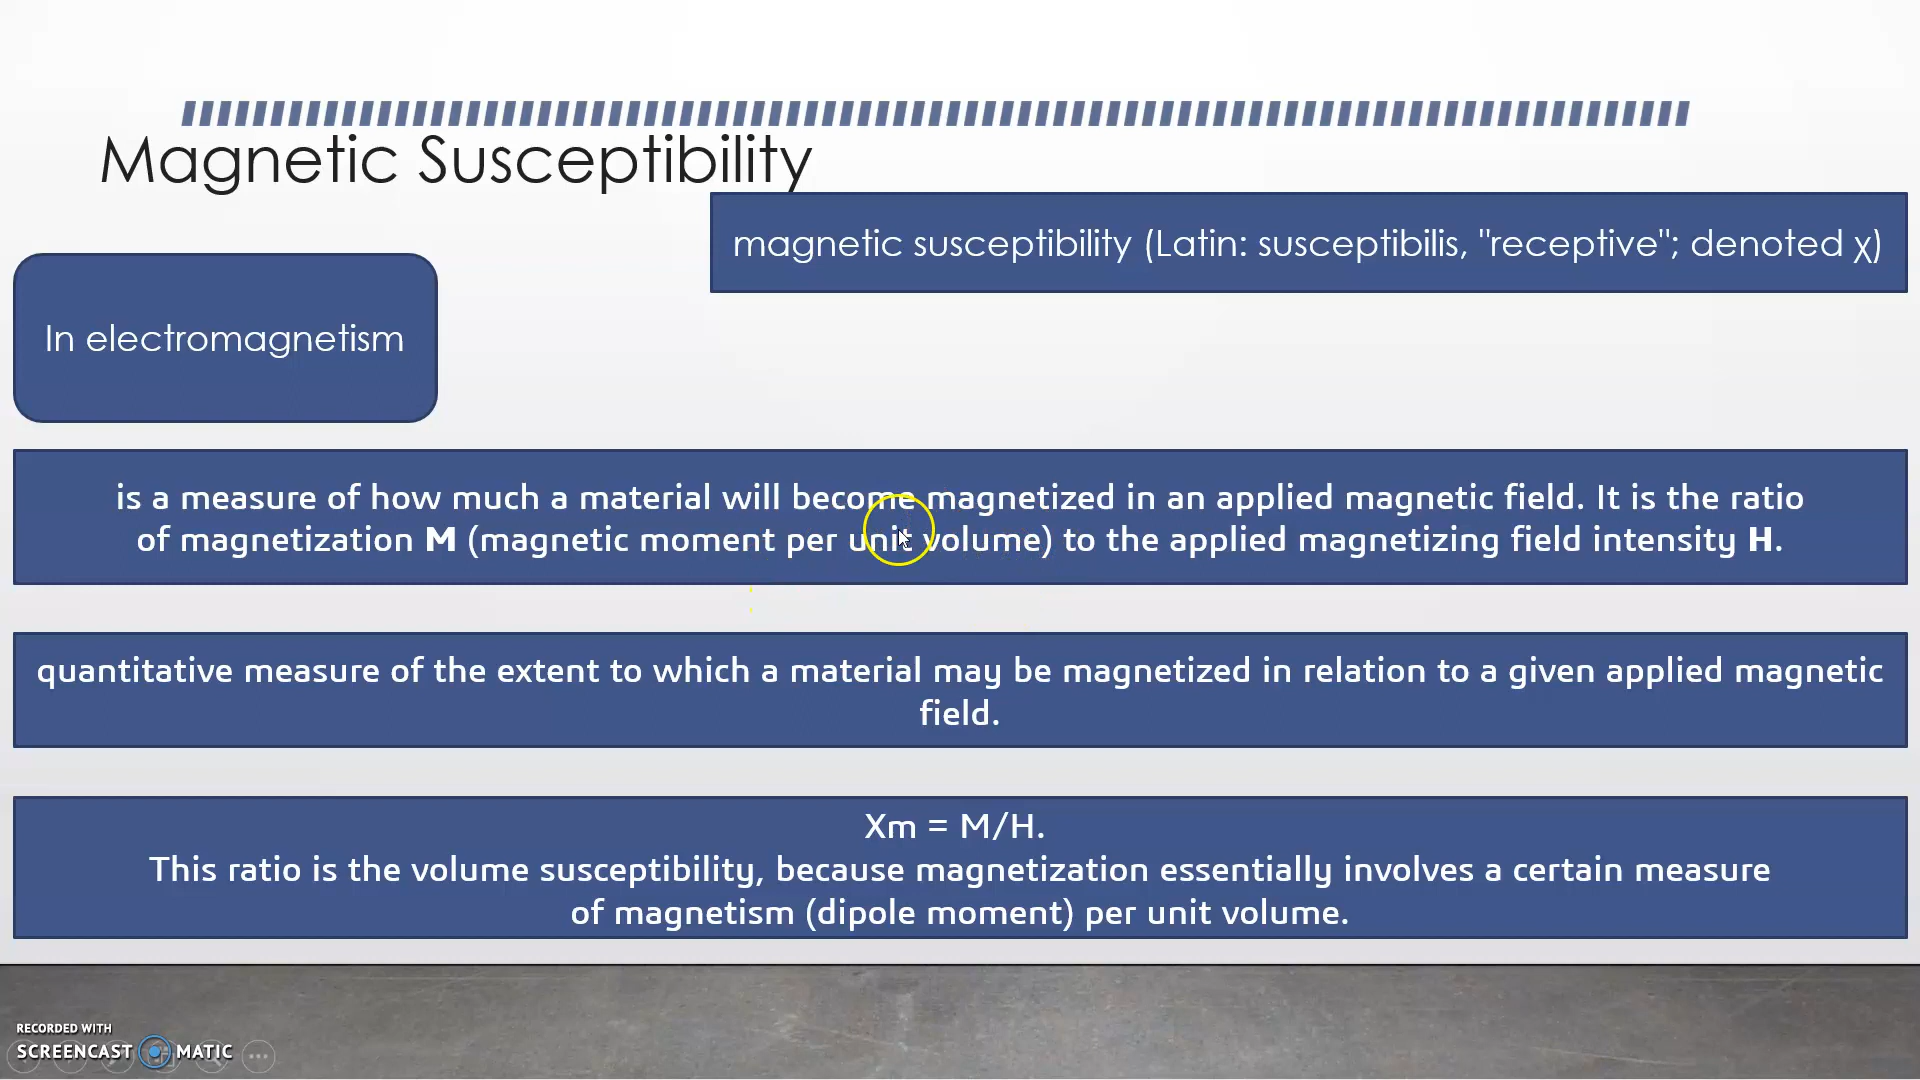 Magnetic Susceptibility
magnetic susceptibility (Latin: susceptibilis, "receptive"; denoted χ)
In electromagnetism
is a measure of how much a material will become magnetized in an applied magnetic field. It is the ratio
of magnetization M (magnetic moment per unit volume) to the applied magnetizing field intensity H.
quantitative measure of the extent to which a material may be magnetized in relation to a given applied magnetic
field.
Xm = M/H.
This ratio is the volume susceptibility, because magnetization essentially involves a certain measure
of magnetism (dipole moment) per unit volume.
RECORDED WITH
SCREENCAST MATIC